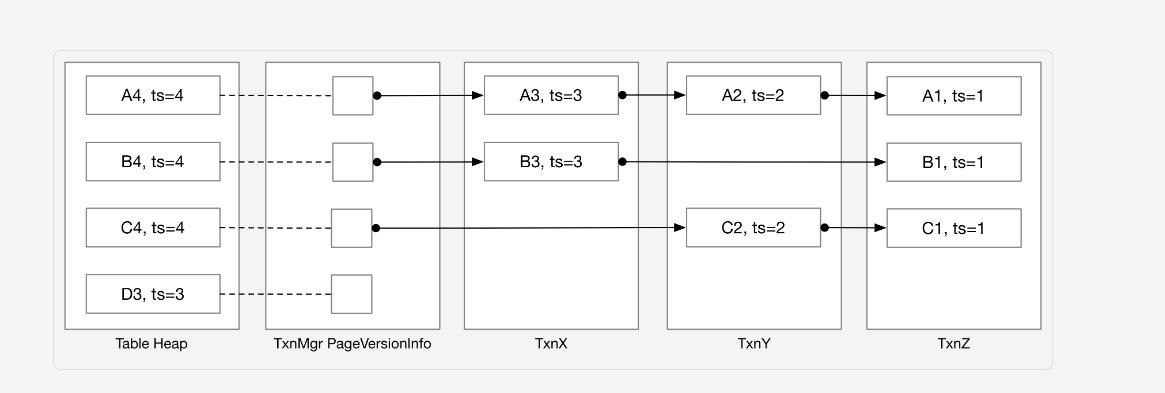 A4, ts=4
A3, ts=3
A2, ts=2
A1, ts=1
B4, ts=4
B3, ts=3
B1, ts=1
C4, ts=4
C2, ts=2
C1, ts=1
D3, ts=3
Table Heap
TxnMgr PageVersionInfo
TxnX
TxnY
TxnZ